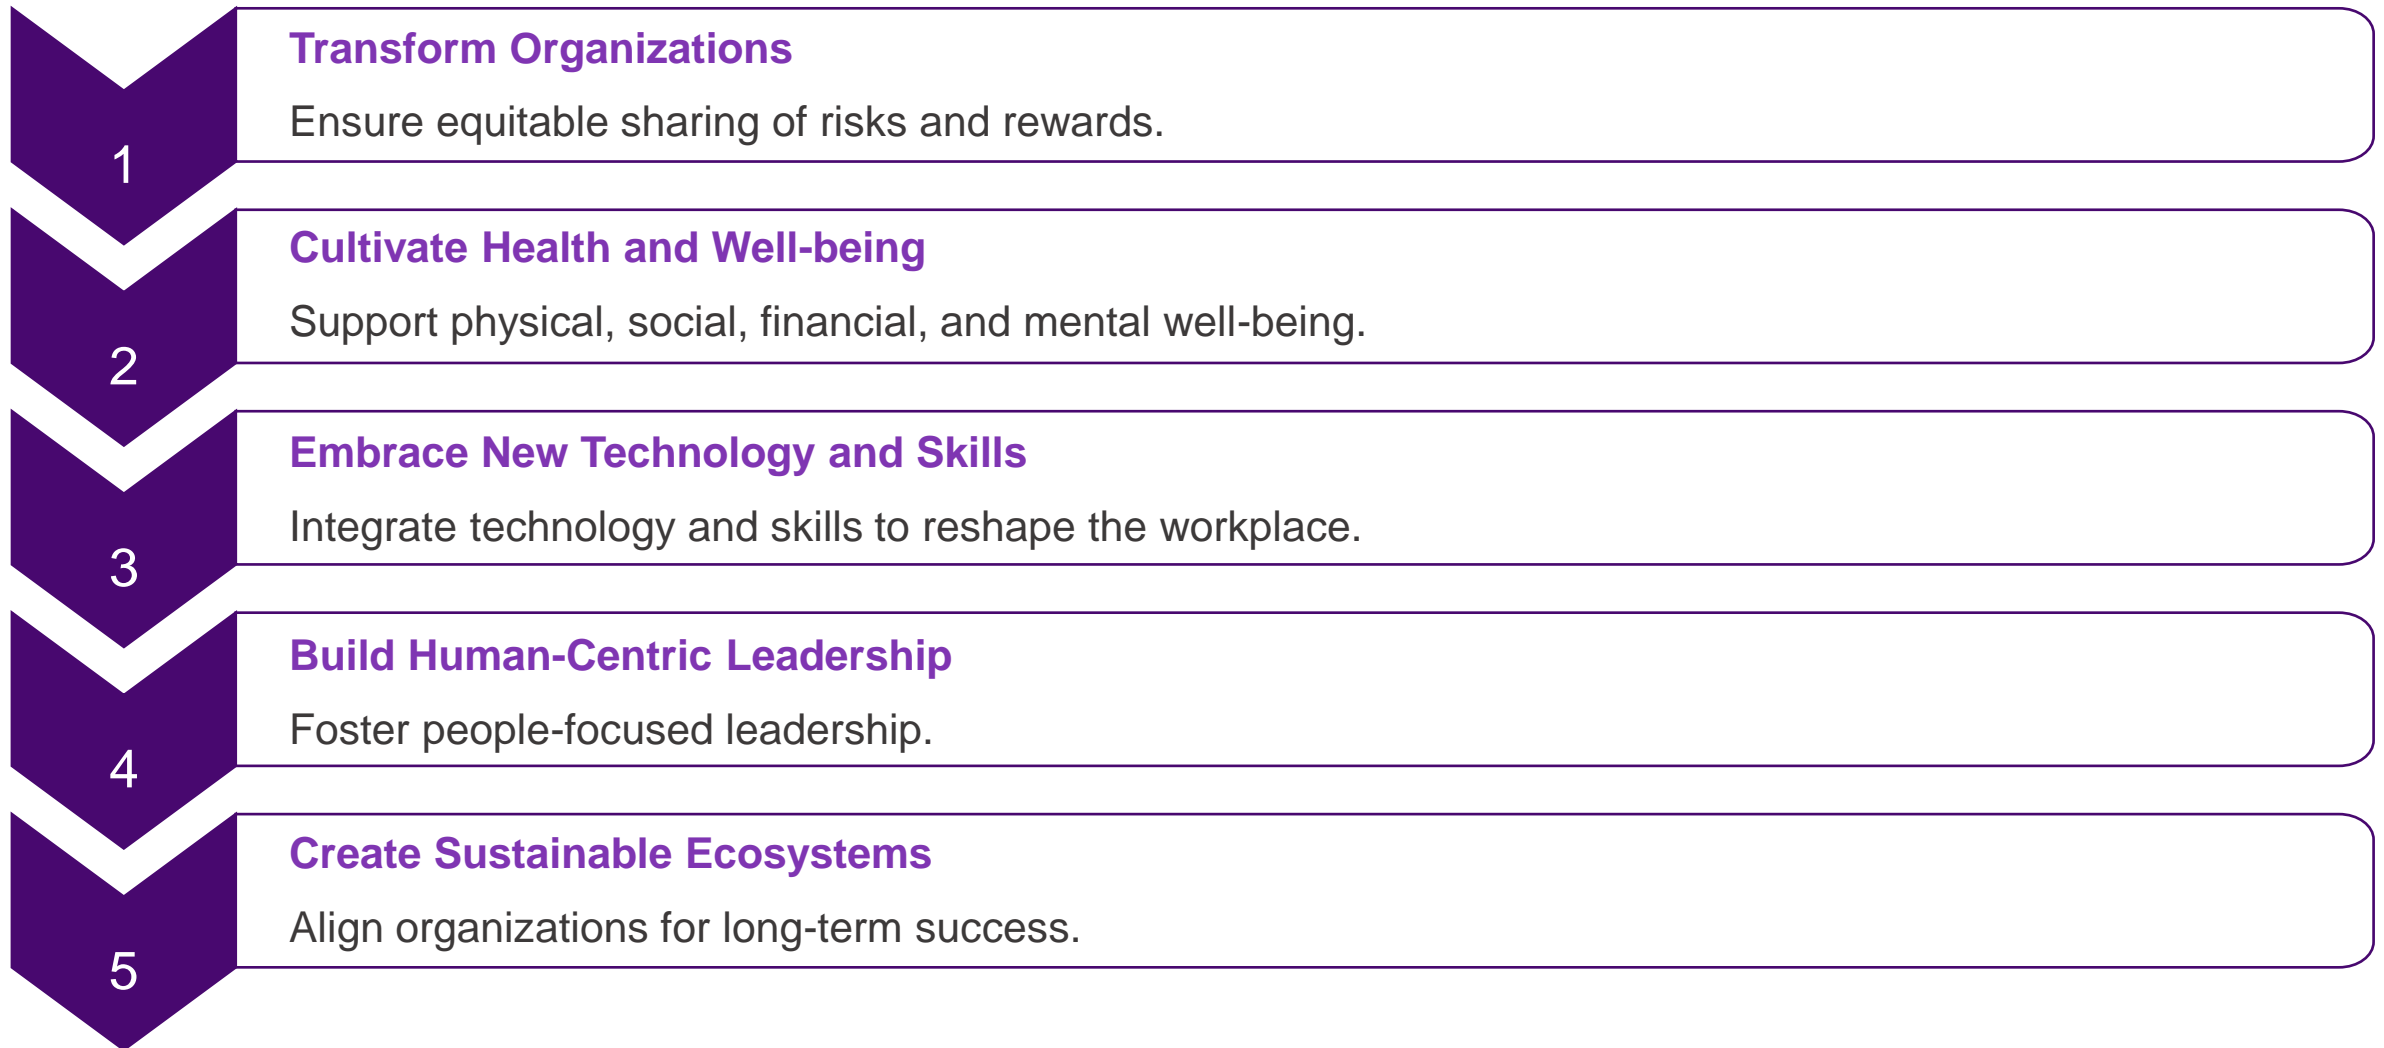 Transform Organizations
Ensure equitable sharing of risks and rewards.
1
Cultivate Health and Well-being
Support physical, social, financial, and mental well-being.
2
Embrace New Technology and Skills
Integrate technology and skills to reshape the workplace.
3
Build Human-Centric Leadership
Foster people-focused leadership.
4
Create Sustainable Ecosystems
Align organizations for long-term success.
5